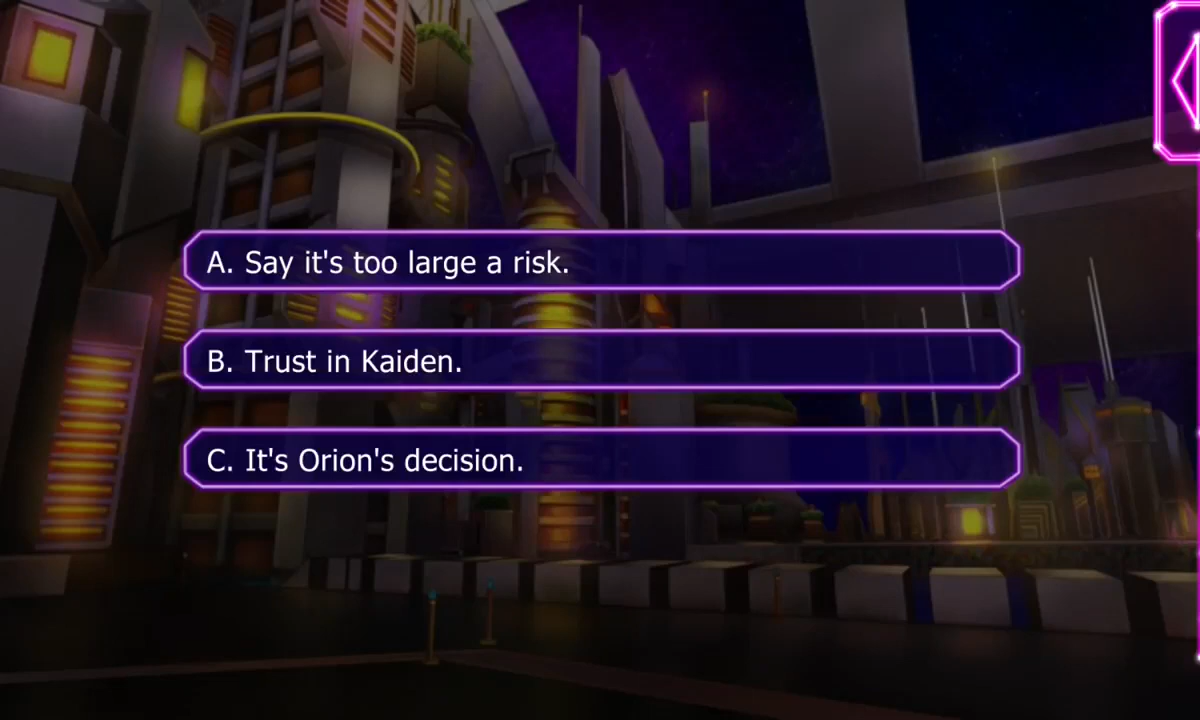 A. Say it's too large a risk.
B. Trust in Kaiden.
C. It's Orion's decision.